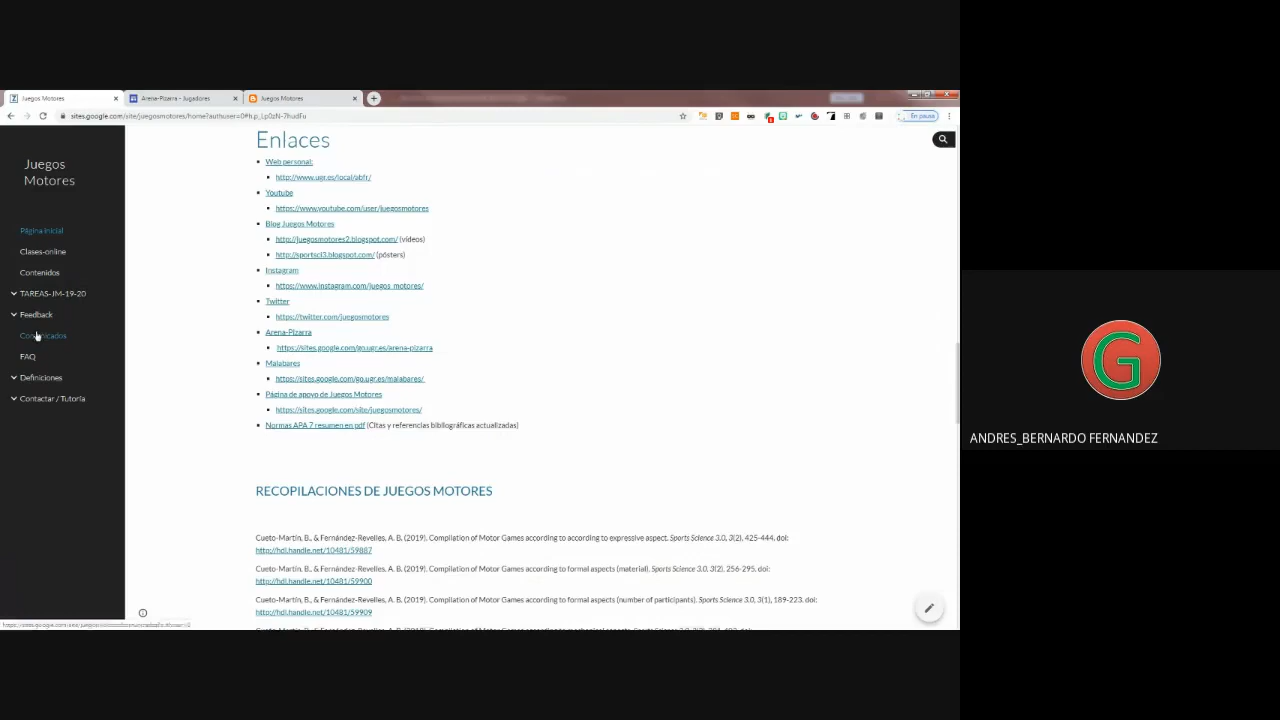 Juegos Motores
Arena-Pizarra - Jugadores
Juegos Motores
En pausa
Juegos
Motores
Página inicial
Clases-online
Contenidos
TAREAS-JM-19-20
Feedback
Comunicados
FAQ
Definiciones
Contactar / Tutoría
Enlaces
Web personal:
http://www.ugr.es/local/abfr/
Youtube
https://www.youtube.com/user/juegosmotores
Blog Juegos Motores
http://juegosmotores2.blogspot.com/ (vídeos)
http://sportsci3.blogspot.com/ (pósters)
Instagram
https://www.instagram.com/juegos_motores/
Twitter
https://twitter.com/juegosmotores
Arena-Pizarra
https://sites.google.com/go.ugr.es/arena-pizarra
Malabares
https://sites.google.com/go.ugr.es/malabares/
Página de apoyo de Juegos Motores
https://sites.google.com/site/juegosmotores/
Normas APA 7 resumen en pdf (Citas y referencias bibliográficas actualizadas)
RECOPILACIONES DE JUEGOS MOTORES
Cueto-Martín, B., & Fernández-Revelles, A. B. (2019). Compilation of Motor Games according to according to expressive aspect. Sports Science 3.0, 3(2), 425-444. doi:
http://hdl.handle.net/10481/59887
Cueto-Martín, B., & Fernández-Revelles, A. B. (2019). Compilation of Motor Games according to formal aspects (material). Sports Science 3.0, 3(2), 256-295. doi:
http://hdl.handle.net/10481/59900
Cueto-Martín, B., & Fernández-Revelles, A. B. (2019). Compilation of Motor Games according to formal aspects (number of participants). Sports Science 3.0, 3(1), 189-223. doi:
http://hdl.handle.net/10481/59909
G
ANDRES_BERNARDO FERNANDEZ